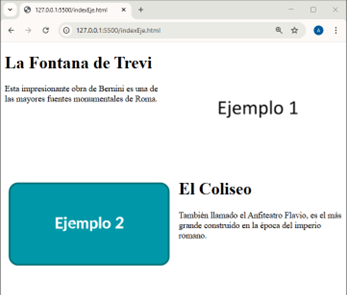 127.0.0.1:5500/indexEje.html
127.0.0.1:5500/indexEje.html
A
La Fontana de Trevi
Esta impresionante obra de Bernini es una de
las mayores fuentes monumentales de Roma.
Ejemplo 1
Ejemplo 2
El Coliseo
También llamado el Anfiteatro Flavio, es el más
grande construido en la época del imperio
romano.